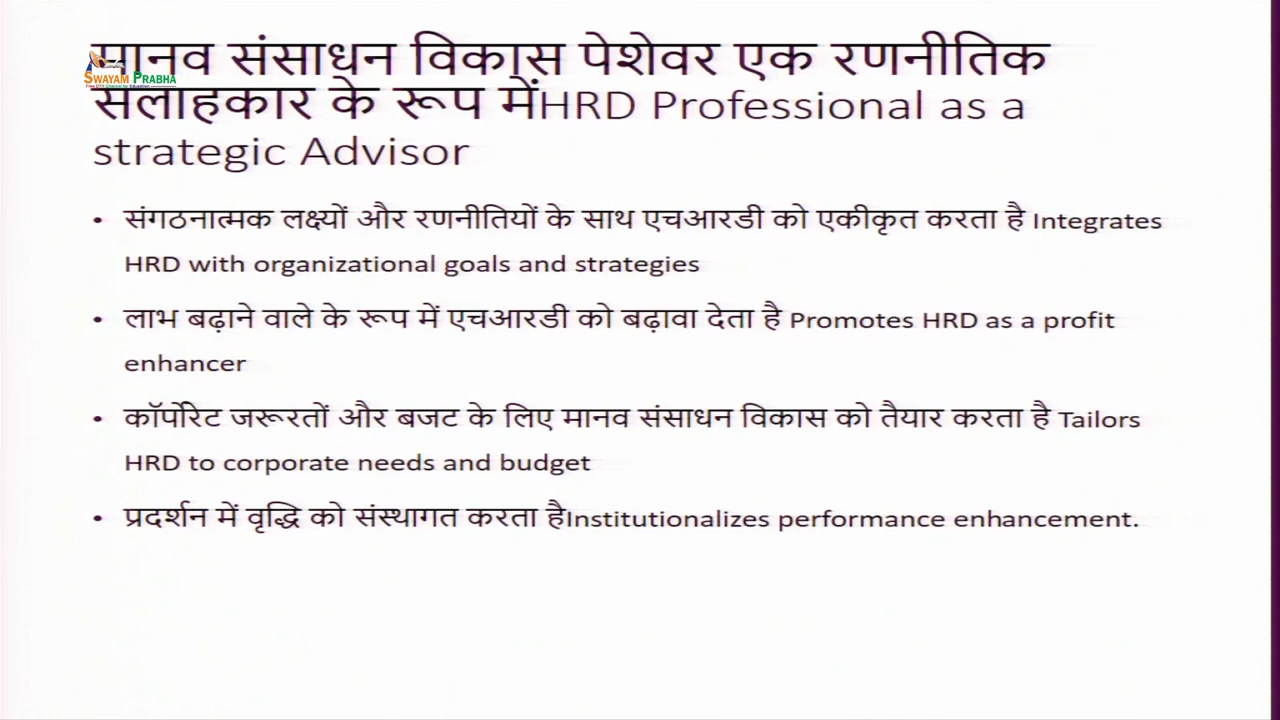 मानव संसाधन विकास पेशेवर एक रणनीतिक
SWAYAM PRABHA
सलाहकार के रूप मेंHRD Professional as a
strategic Advisor
• संगठनात्मक लक्ष्यों और रणनीतियों के साथ एचआरडी को एकीकृत करता है Integrates
HRD with organizational goals and strategies
• लाभ बढ़ाने वाले के रूप में एचआरडी को बढ़ावा देता है Promotes HRD as a profit
enhancer
• कॉर्पोरेट जरूरतों और बजट के लिए मानव संसाधन विकास को तैयार करता है Tailors
HRD to corporate needs and budget
• प्रदर्शन में वृद्धि को संस्थागत करता हैInstitutionalizes performance enhancement.